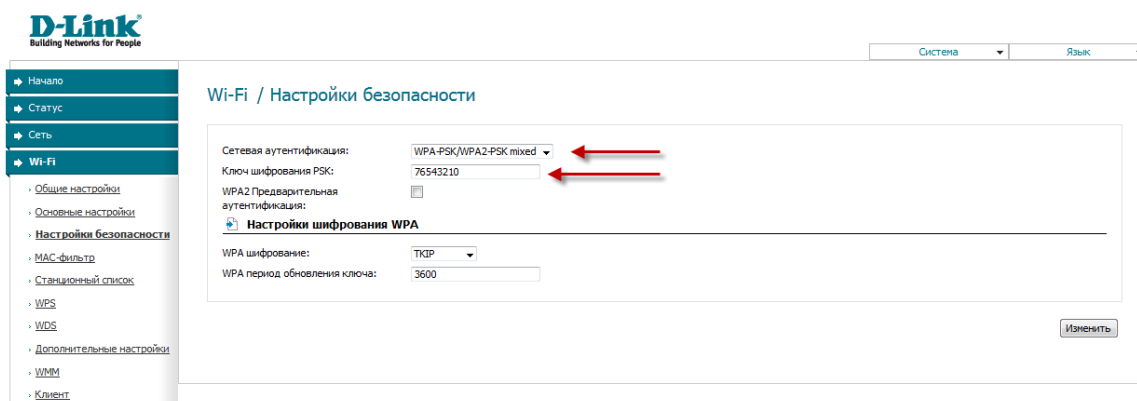 D-Link
Building Networks for People
Система
Язык
Начало
Статус
Сеть
Wi-Fi
Общие настройки
Основные настройки
Настройки безопасности
MAC-фильтр
Станционный список
WPS
WDS
Дополнительные настройки
WMM
Клиент
Wi-Fi / Настройки безопасности
Сетевая аутентификация: WPA-PSK/WPA2-PSK mixed
Ключ шифрования PSK: 76543210
WPA2 Предварительная
аутентификация:
Настройки шифрования WPA
WPA шифрование: TKIP
WPA период обновления ключа: 3600
Изменить